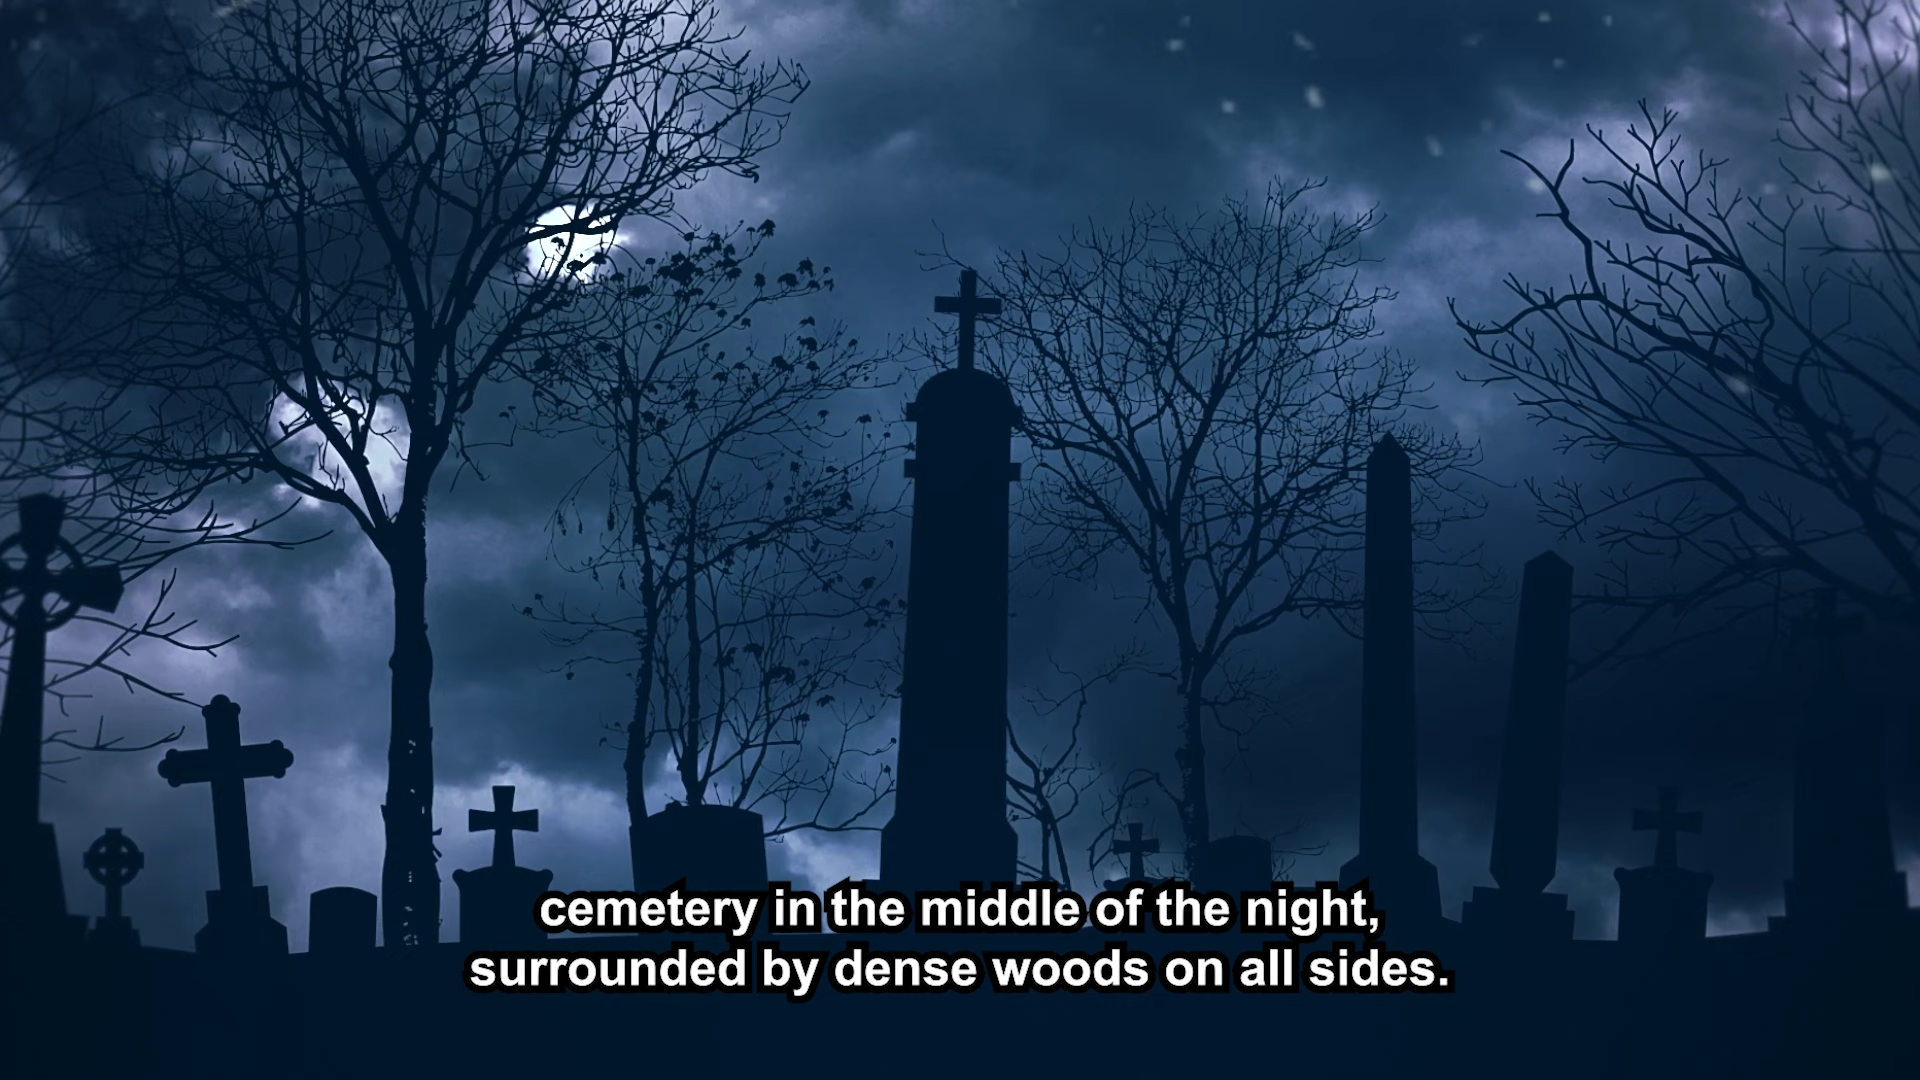 cemetery in the middle of the night,
surrounded by dense woods on all sides.